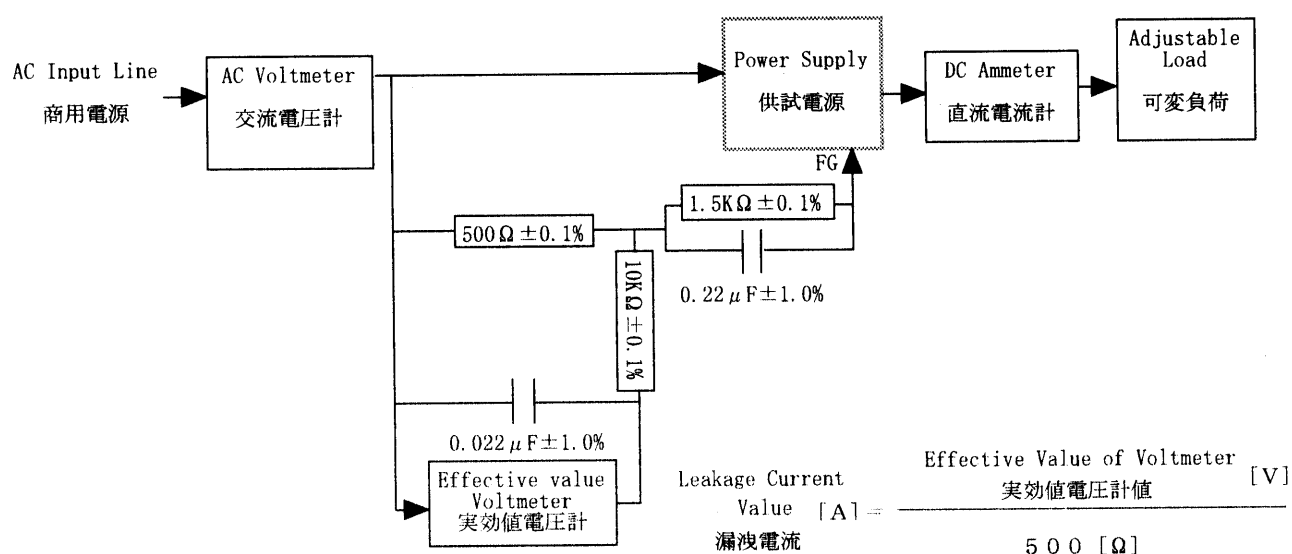 AC Input Line
商用電源
AC Voltmeter
交流電圧計
Power Supply
供試電源
DC Ammeter
直流電流計
Adjustable
Load
可変負荷
FG
1.5KΩ±0.1%
500Ω±0.1%
0.22μF±1.0%
10KΩ±0.1%
0.022μF±1.0%
Effective value
Voltmeter
実効値電圧計
Leakage Current
Value [A]=
漏洩電流
Effective Value of Voltmeter
実効値電圧計値 [V]
500 [Ω]